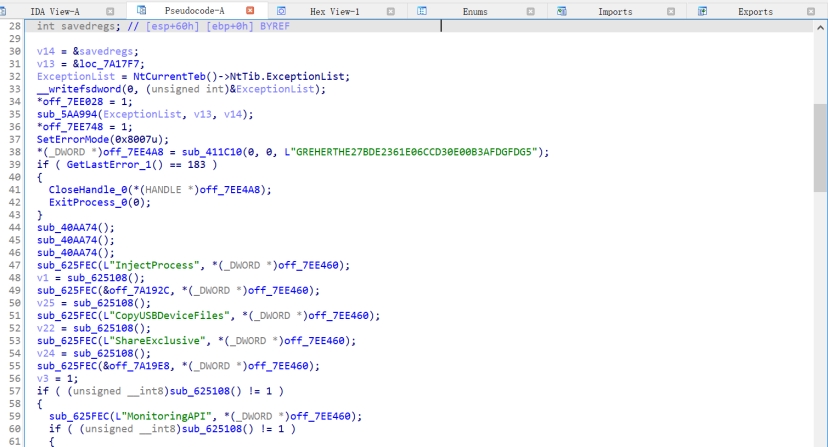 IDA View-A Pseudocode-A Hex View-1 Enums Imports Exports
28 int savedregs; // [esp+60h] [ebp+0h] BYREF
29
30 v14 = &savedregs;
31 v13 = &loc_7A17F7;
32 ExceptionList = NtCurrentTeb()->NtTib.ExceptionList;
33 __writefsdword(0, (unsigned int)&ExceptionList);
34 *off_7EE028 = 1;
35 sub_5AA994(ExceptionList, v13, v14);
36 *off_7EE748 = 1;
37 SetErrorMode(0x8007u);
38 *(_DWORD *)off_7EE4A8 = sub_411C10(0, 0, L"GREHERTHE27BDE2361E06CCD30E00B3AFDGFDG5");
39 if ( GetLastError_1() == 183 )
40 {
41 CloseHandle_0(*(HANDLE *)off_7EE4A8);
42 ExitProcess_0(0);
43 }
44 sub_40AA74();
45 sub_40AA74();
46 sub_40AA74();
47 sub_625FEC(L"InjectProcess", *(_DWORD *)off_7EE460);
48 v1 = sub_625108();
49 sub_625FEC(&off_7A192C, *(_DWORD *)off_7EE460);
50 v25 = sub_625108();
51 sub_625FEC(L"CopyUSBDeviceFiles", *(_DWORD *)off_7EE460);
52 v22 = sub_625108();
53 sub_625FEC(L"ShareExclusive", *(_DWORD *)off_7EE460);
54 v24 = sub_625108();
55 sub_625FEC(&off_7A19E8, *(_DWORD *)off_7EE460);
56 v3 = 1;
57 if ( (unsigned __int8)sub_625108() != 1 )
58 {
59 sub_625FEC(L"MonitoringAPI", *(_DWORD *)off_7EE460);
60 if ( (unsigned __int8)sub_625108() != 1 )
61 {